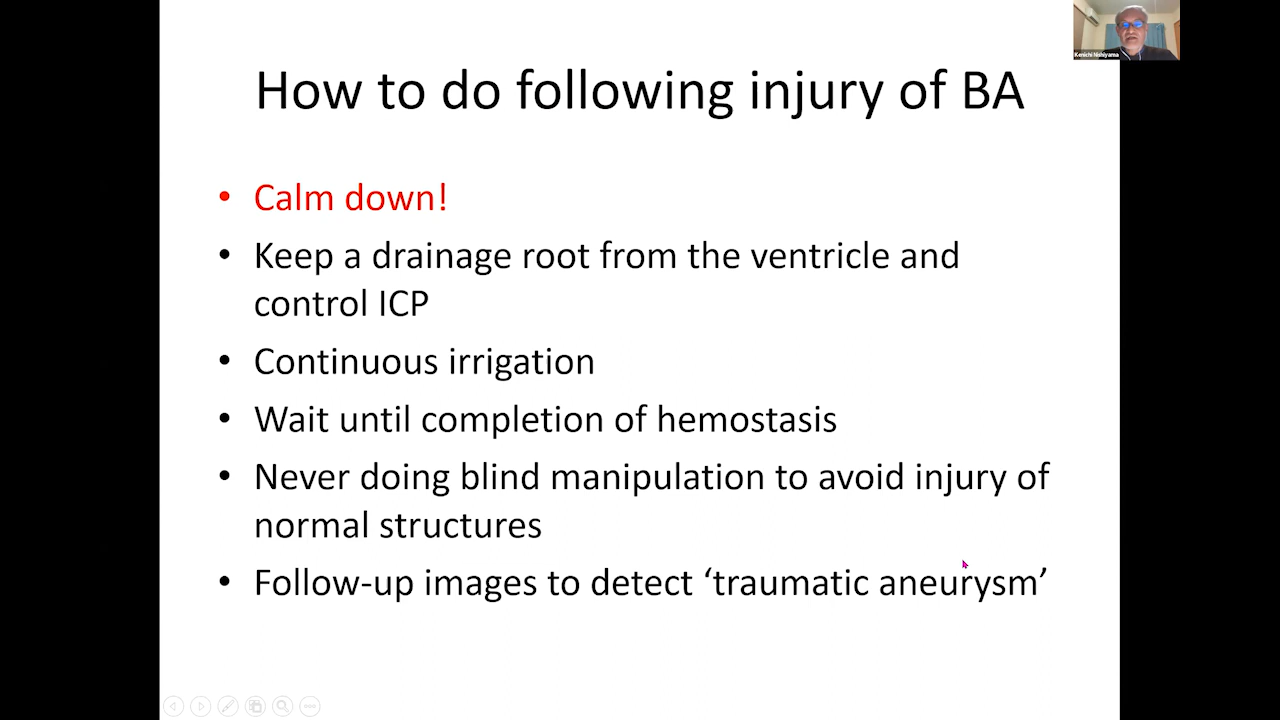 Kenichi Nishiyama
How to do following injury of BA
• Calm down!
• Keep a drainage root from the ventricle and
control ICP
• Continuous irrigation
• Wait until completion of hemostasis
• Never doing blind manipulation to avoid injury of
normal structures
• Follow-up images to detect ‘traumatic aneurysm’